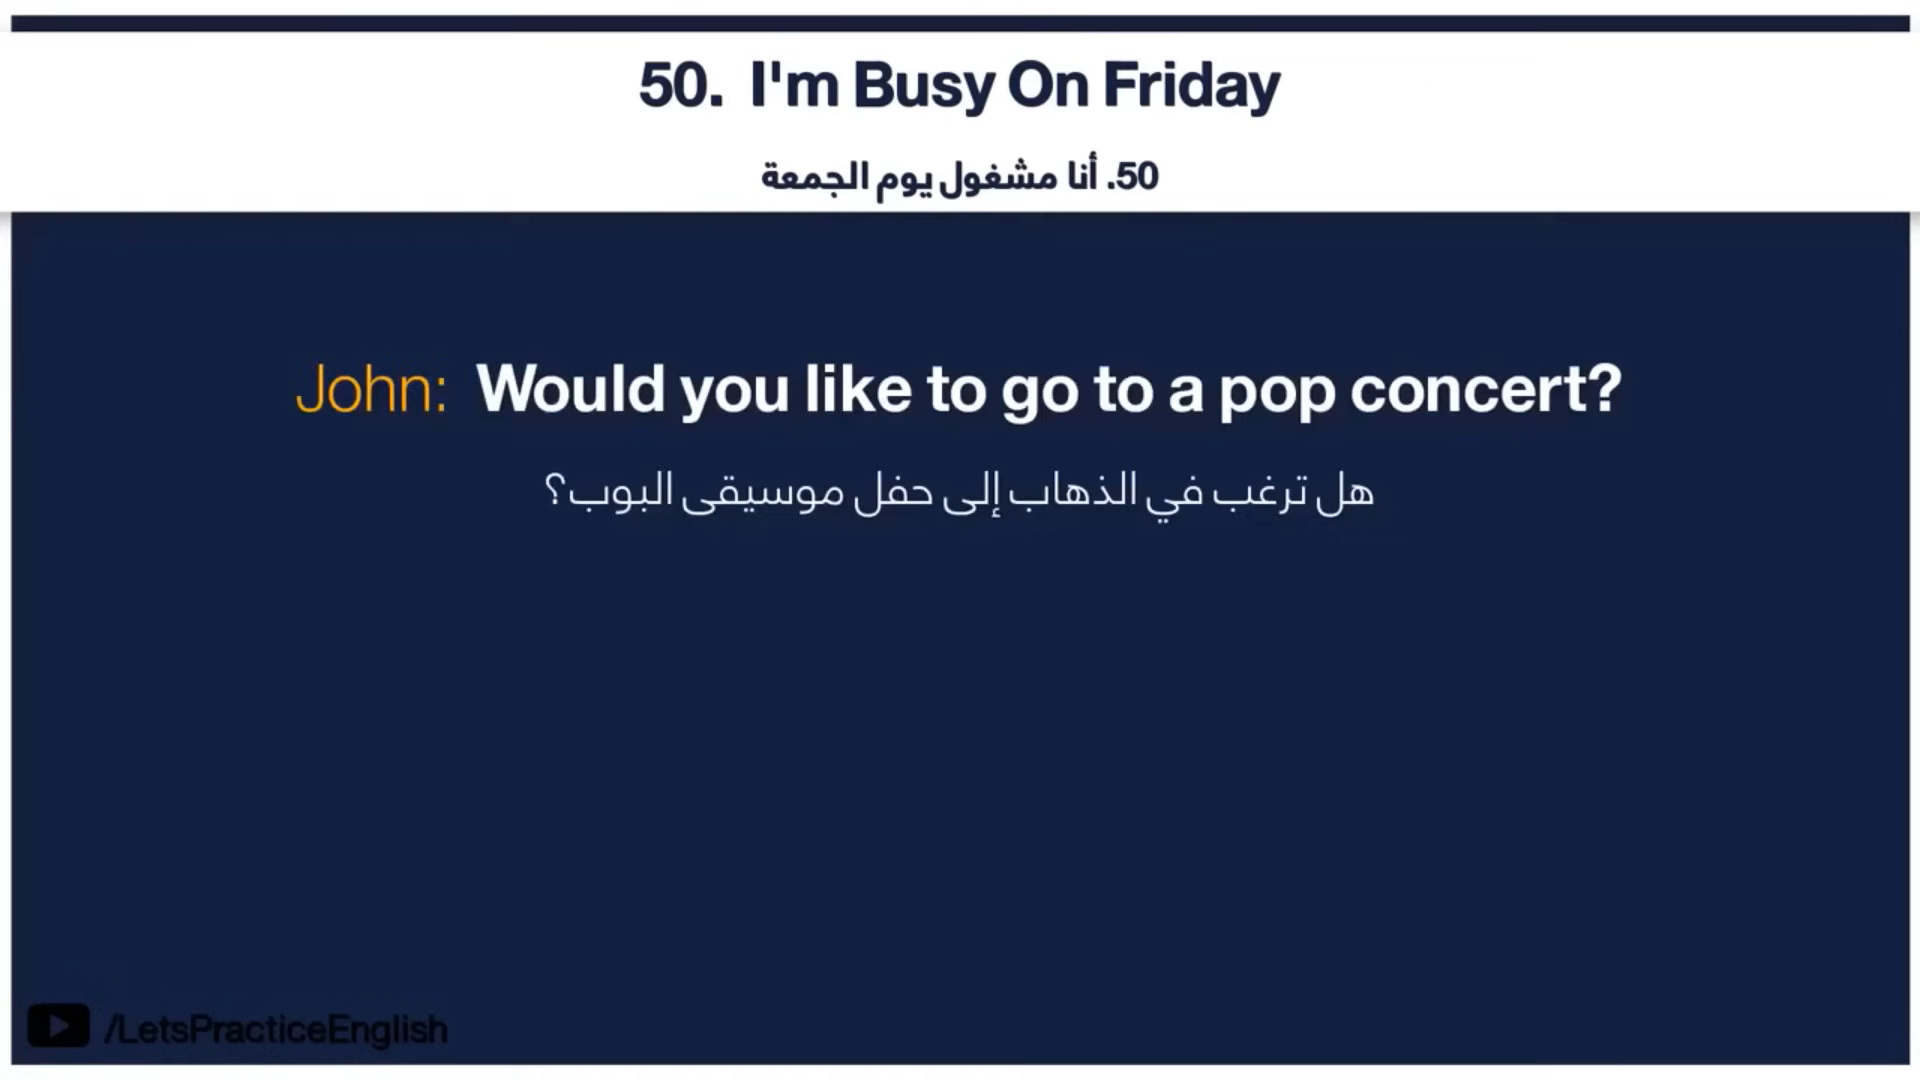 50. I'm Busy On Friday
50. أنا مشغول يوم الجمعة
John: Would you like to go to a pop concert?
هل ترغب في الذهاب إلى حفل موسيقى البوب؟
/LetsPracticeEnglish